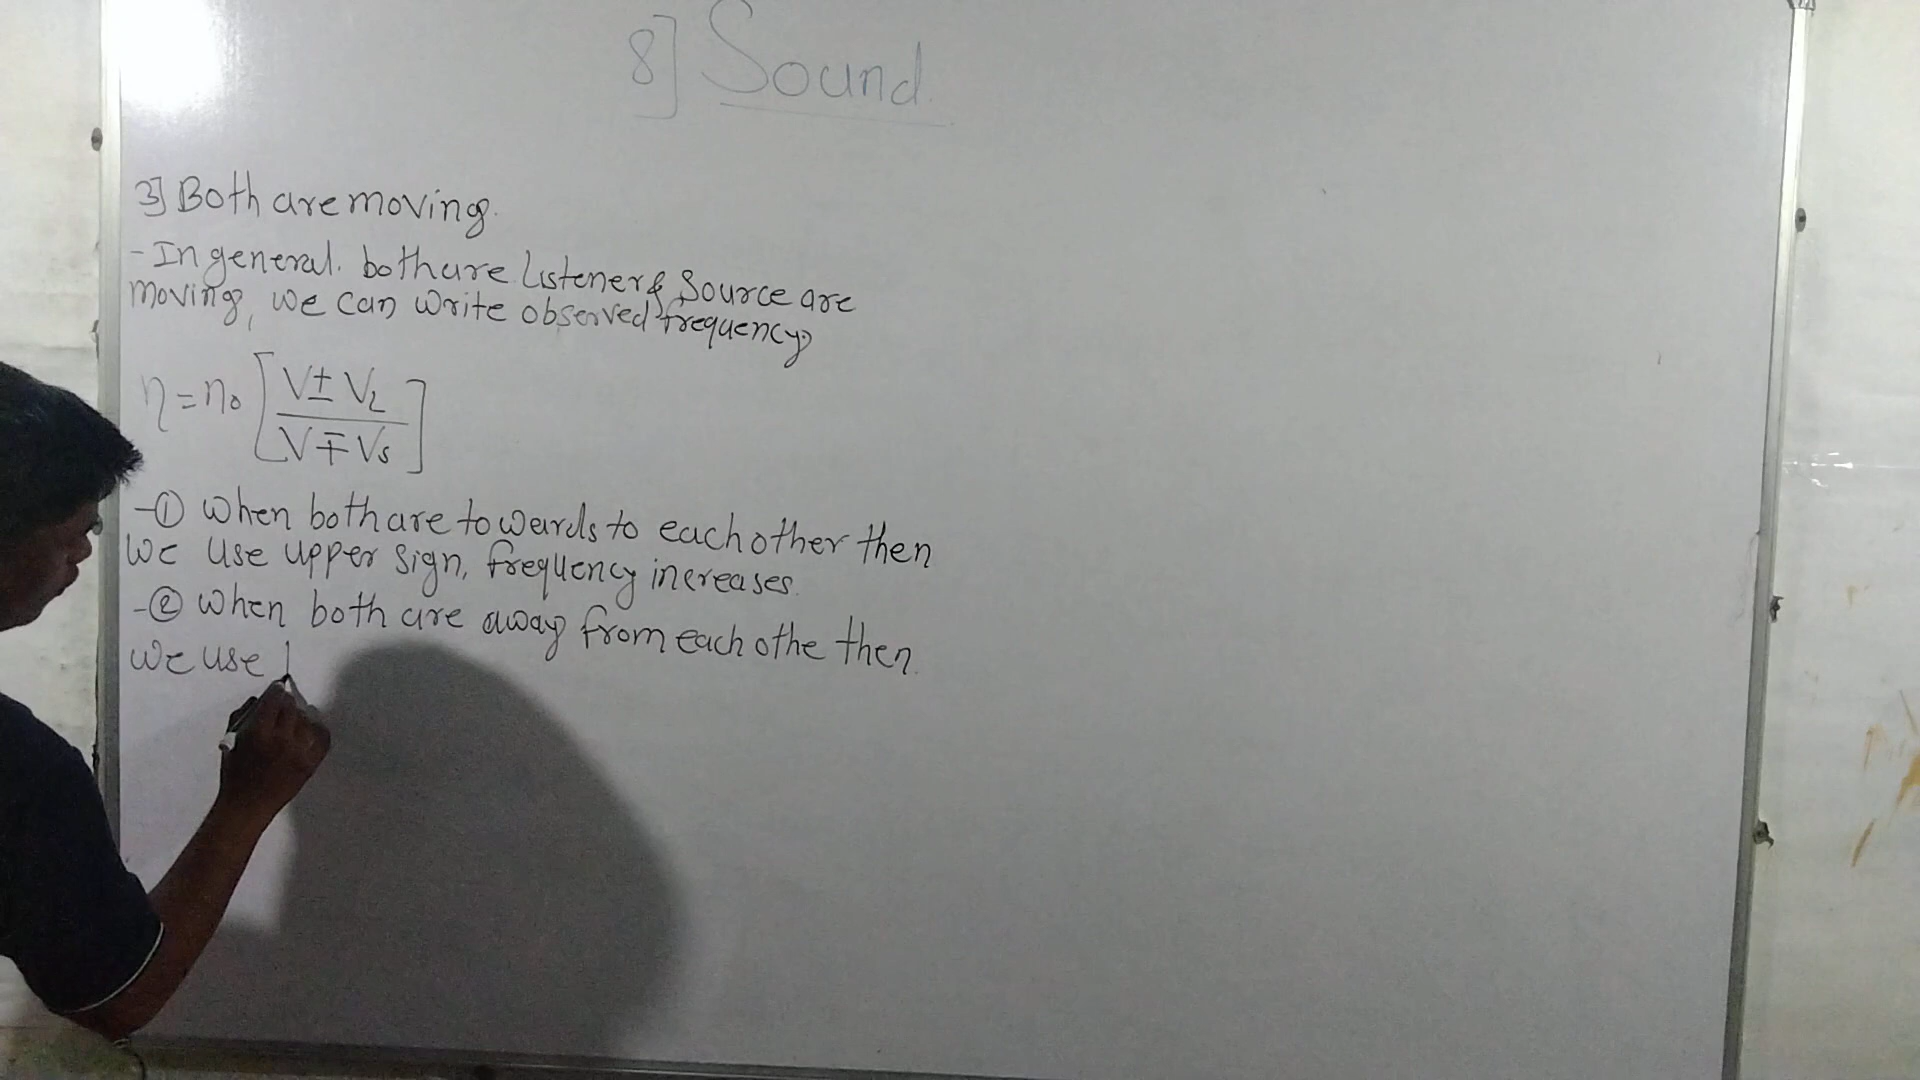 8] Sound.
3] Both are moving.
- In general. both are Listener & Source are
moving, we can write observed frequency
n = n₀ [V ± V_L / V ∓ V_s]
- ① When both are towards to each other then
We Use upper sign, frequency increases.
- ② When both are away from each othe then.
we use l